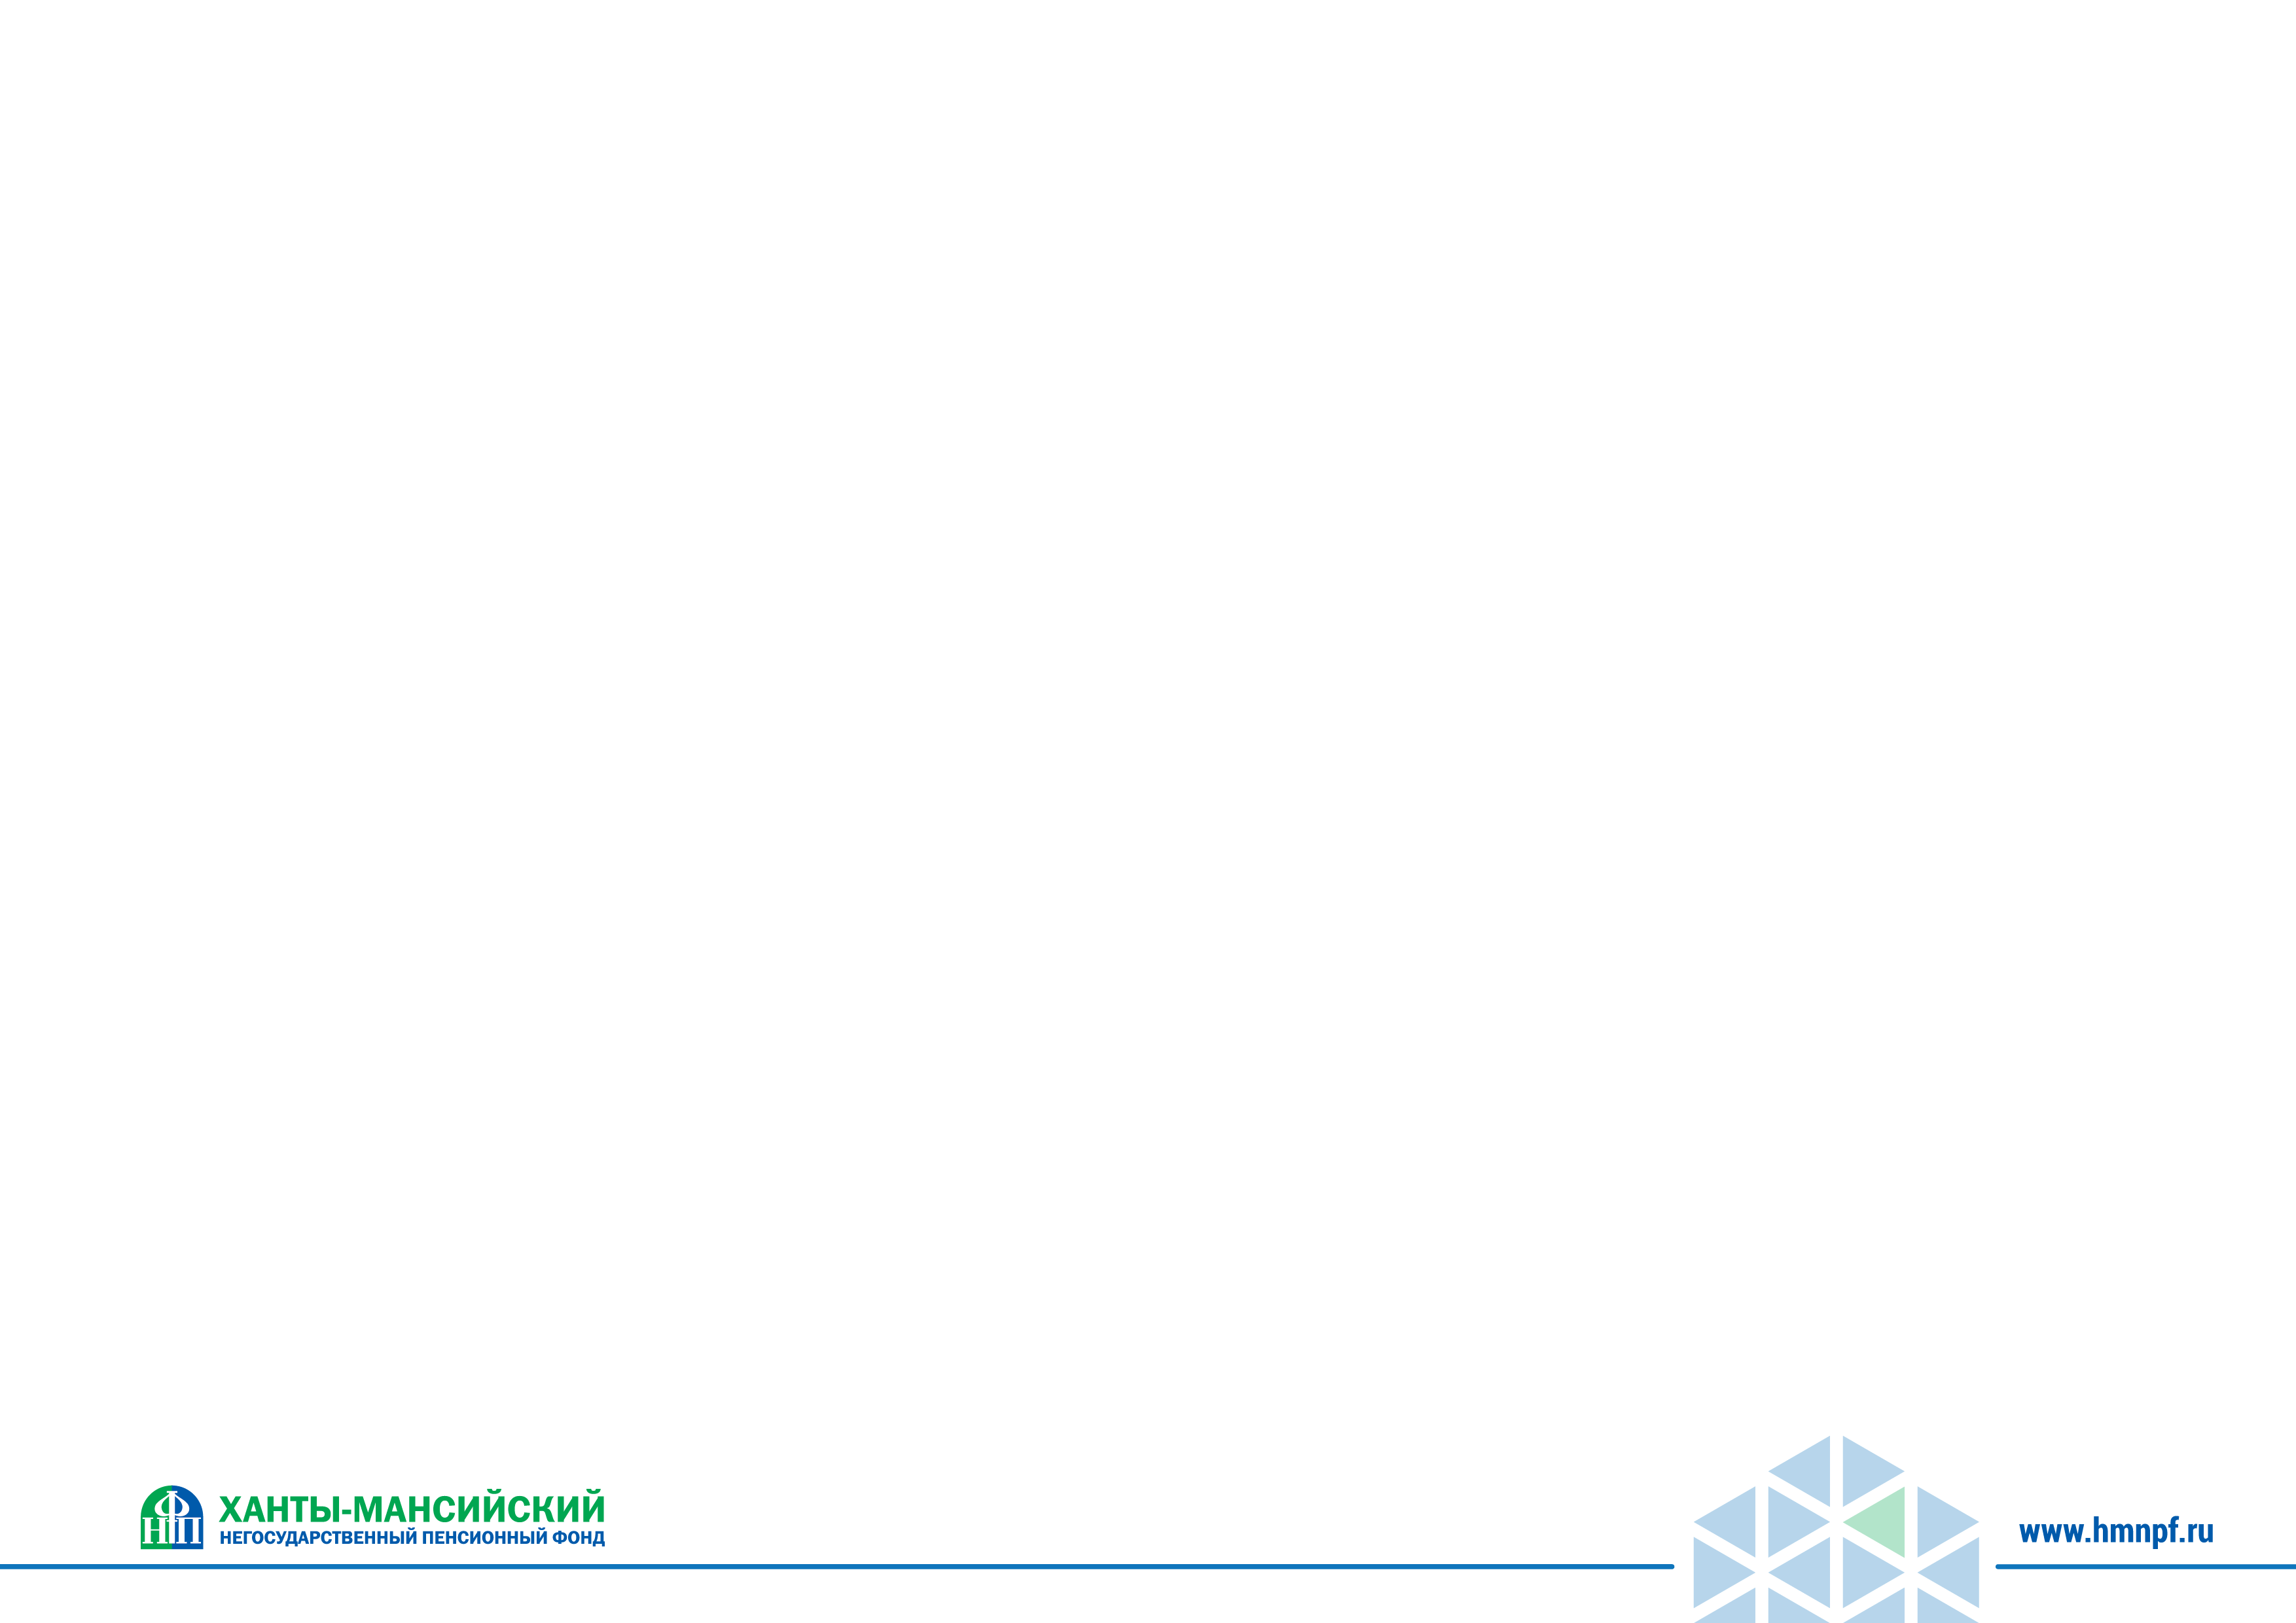 ХАНТЫ-МАНСИЙСКИЙ
НЕГОСУДАРСТВЕННЫЙ ПЕНСИОННЫЙ ФОНД
www.hmnpf.ru